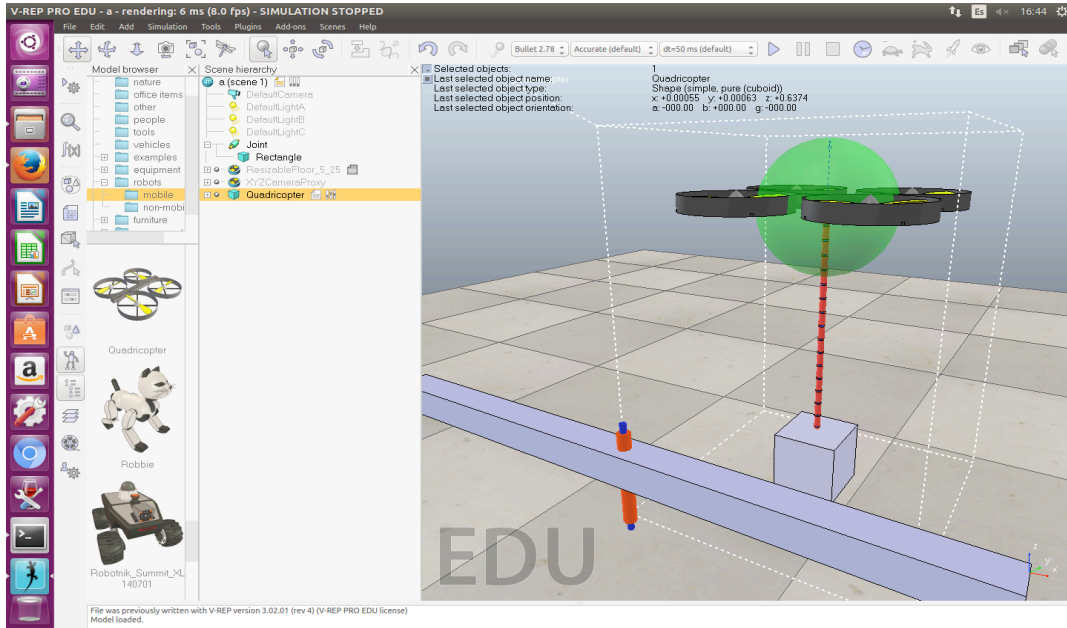 V-REP PRO EDU - a - rendering: 6 ms (8.0 fps) - SIMULATION STOPPED
Es
16:44
File Edit Add Simulation Tools Plugins Add-ons Scenes Help
Bullet 2.78
Accurate (default)
dt=50 ms (default)
Model browser
nature
office items
other
people
tools
vehicles
examples
equipment
robots
mobile
non-mobi
furniture
Quadricopter
Robbie
Robotnik_Summit_XL
140701
Scene hierarchy
a (scene 1)
DefaultCamera
DefaultLightA
DefaultLightB
DefaultLightC
Joint
Rectangle
ResizableFloor_5_25
XYZCameraProxy
Quadricopter
Selected objects: 1
Last selected object name: Quadricopter
Last selected object type: Shape (simple, pure (cuboid))
Last selected object position: x: +0.00055 y: +0.00063 z: +0.6374
Last selected object orientation: a: -000.00 b: +000.00 g: -000.00
f(x)
a
EDU
z
y
x
File was previously written with V-REP version 3.02.01 (rev 4) (V-REP PRO EDU license)
Model loaded.